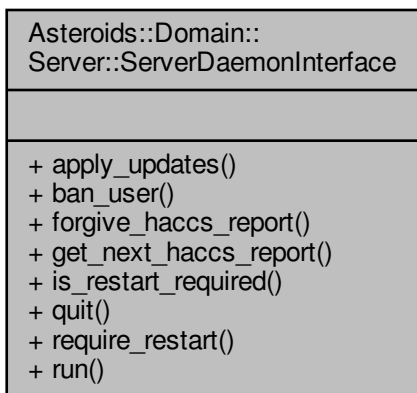 Asteroids::Domain::
Server::ServerDaemonInterface
+ apply_updates()
+ ban_user()
+ forgive_haccs_report()
+ get_next_haccs_report()
+ is_restart_required()
+ quit()
+ require_restart()
+ run()